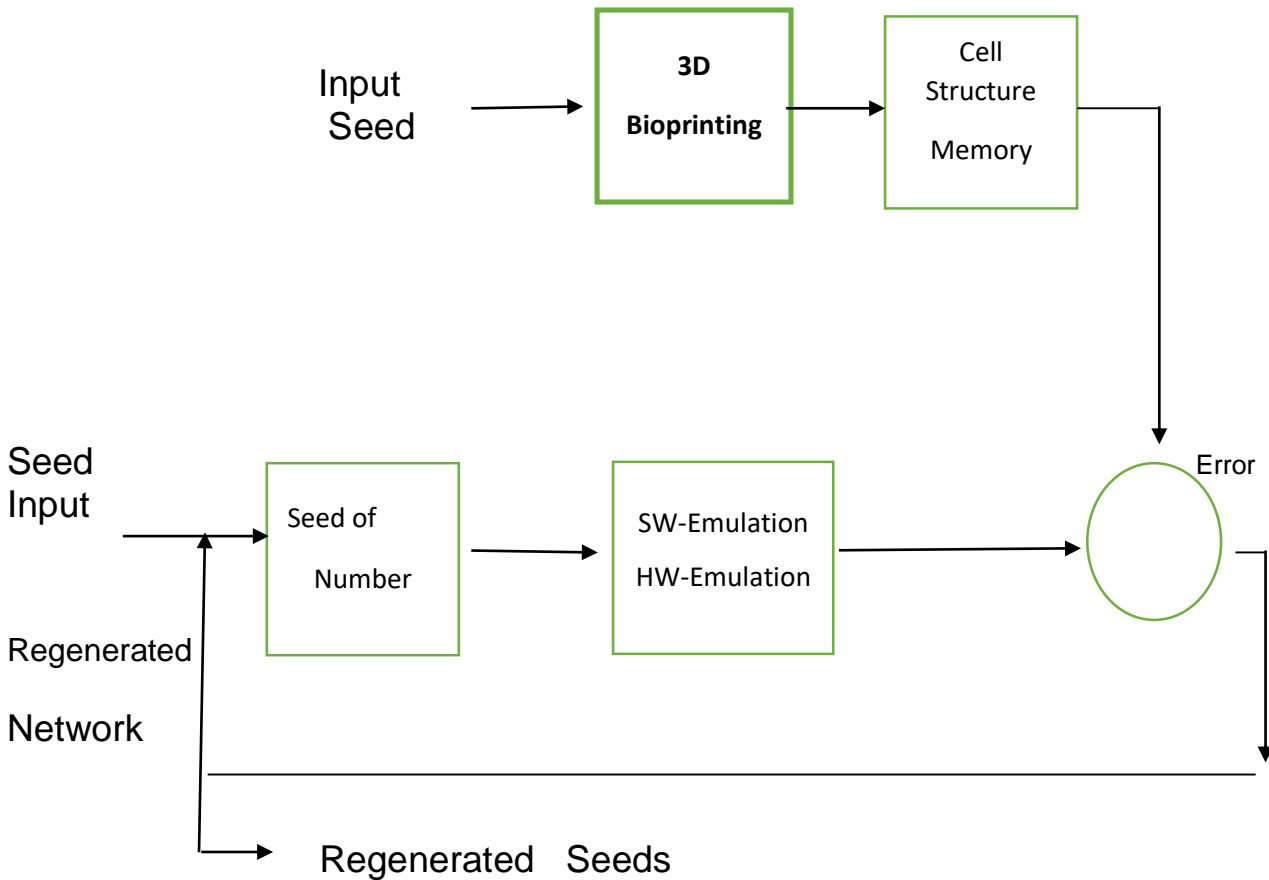 Input
Seed
3D
Bioprinting
Cell
Structure
Memory
Seed
Input
Seed of
Number
SW-Emulation
HW-Emulation
Error
Regenerated
Network
Regenerated Seeds